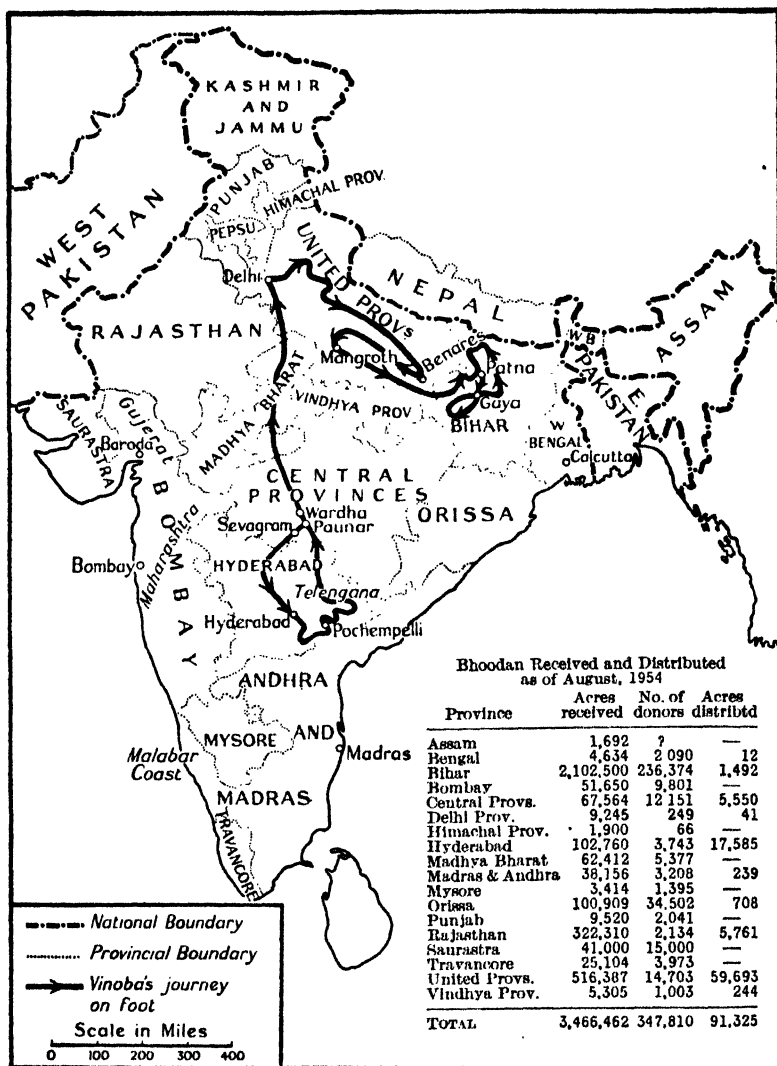 KASHMIR
AND
JAMMU
PUNJAB
HIMACHAL PROV.
PEPSU
WEST
PAKISTAN
Delhi
UNITED PROVs
NEPAL
RAJASTHAN
ASSAM
W B
E.
PAKISTAN
Mangroth
Benares
Patna
Gaya
BIHAR
MADHYA BHARAT
VINDHYA PROV
SAURASTRA
Gujerat
Baroda
W
BENGAL
Calcutta
CENTRAL
PROVINCES
Wardha
Sevagram
Paunar
ORISSA
BOMBAY
Maharashtra
Bombay
HYDERABAD
Telengana
Hyderabad
Pochempelli
ANDHRA
MYSORE
AND
Madras
Malabar
Coast
MADRAS
TRAVANCORE
Bhoodan Received and Distributed
as of August, 1954
Province Acres received No. of donors Acres distribtd
Assam 1,692 ? —
Bengal 4,634 2 090 12
Bihar 2,102,500 236,374 1,492
Bombay 51,650 9,801 —
Central Provs. 67,564 12 151 5,550
Delhi Prov. 9,245 249 41
Himachal Prov. 1,900 66 —
Hyderabad 102,760 3,743 17,585
Madhya Bharat 62,412 5,377 —
Madras & Andhra 38,156 3,208 239
Mysore 3,414 1,395 —
Orissa 100,909 34,502 708
Punjab 9,520 2,041 —
Rajasthan 322,310 2,134 5,761
Saurastra 41,000 15,000 —
Travancore 25,104 3,973 —
United Provs. 516,387 14,703 59,693
Vindhya Prov. 5,305 1,003 244
TOTAL 3,466,462 347,810 91,325
National Boundary
Provincial Boundary
Vinoba's journey
on foot
Scale in Miles
0 100 200 300 400